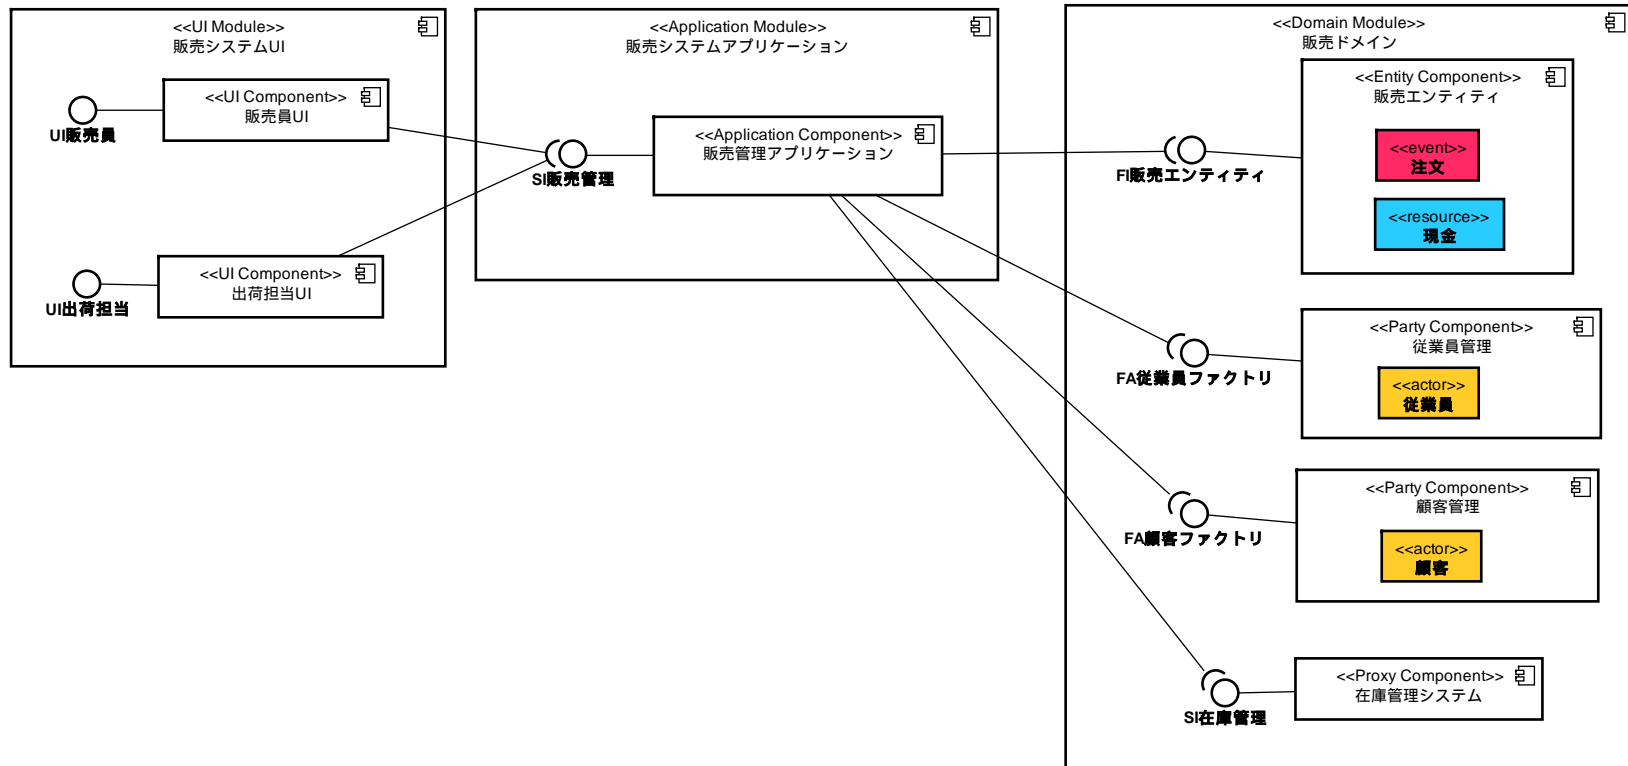 <<UI Module>>
販売システムUI
<<UI Component>>
販売員UI
UI販売員
<<UI Component>>
出荷担当UI
UI出荷担当
<<Application Module>>
販売システムアプリケーション
<<Application Component>>
販売管理アプリケーション
SI販売管理
<<Domain Module>>
販売ドメイン
<<Entity Component>>
販売エンティティ
<<event>>
注文
<<resource>>
現金
FI販売エンティティ
<<Party Component>>
従業員管理
<<actor>>
従業員
FA従業員ファクトリ
<<Party Component>>
顧客管理
<<actor>>
顧客
FA顧客ファクトリ
<<Proxy Component>>
在庫管理システム
SI在庫管理